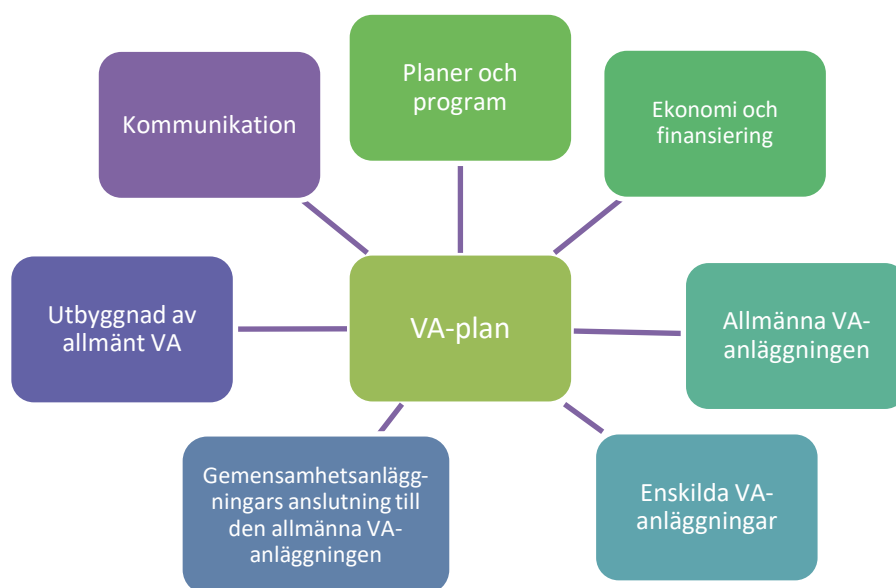 Planer och
program
Kommunikation
Ekonomi och
finansiering
Utbyggnad av
allmänt VA
VA-plan
Allmänna VA-
anläggningen
Gemensamhetsanlägg-
ningars anslutning till
den allmänna VA-
anläggningen
Enskilda VA-
anläggningar